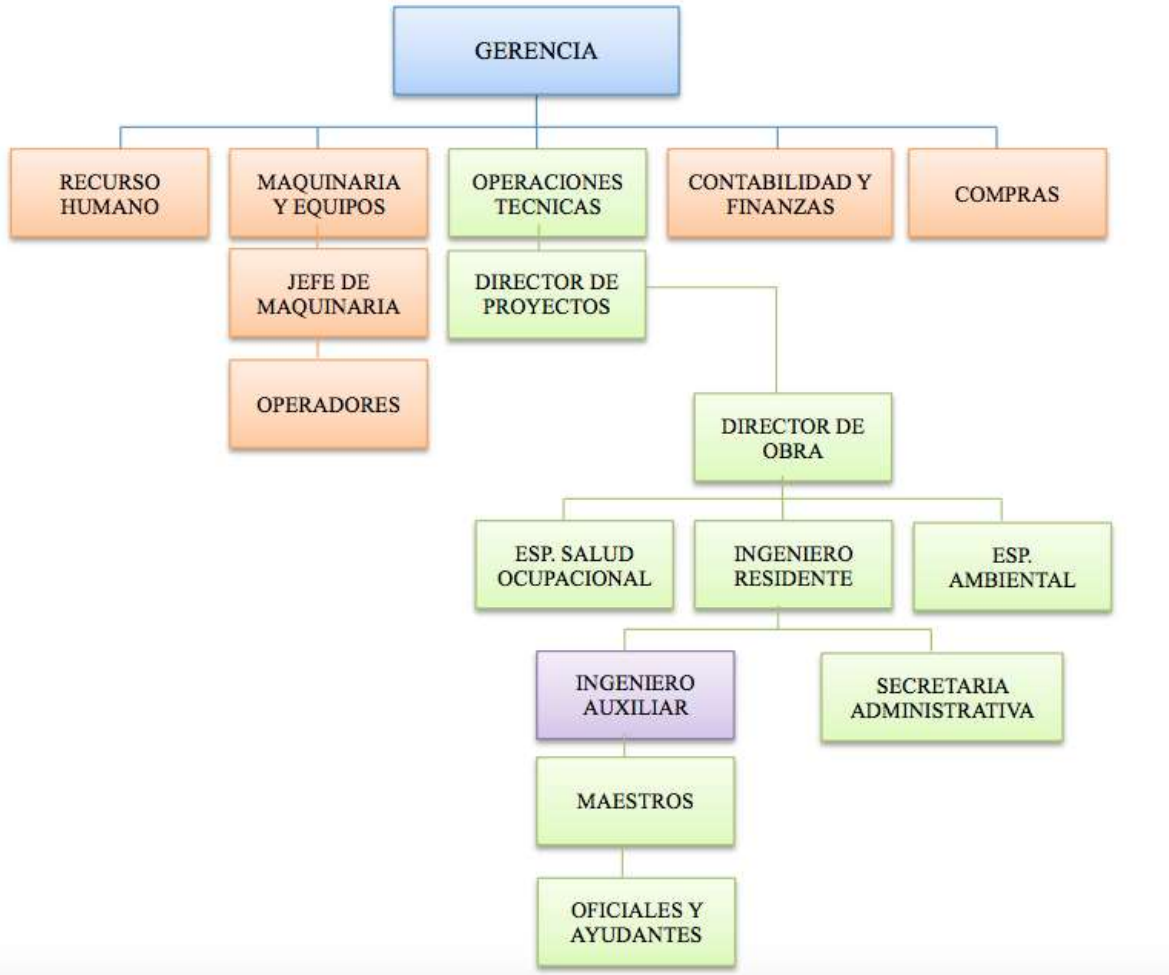 GERENCIA
RECURSO
HUMANO
MAQUINARIA
Y EQUIPOS
OPERACIONES
TECNICAS
CONTABILIDAD Y
FINANZAS
COMPRAS
JEFE DE
MAQUINARIA
DIRECTOR DE
PROYECTOS
OPERADORES
DIRECTOR DE
OBRA
ESP. SALUD
OCUPACIONAL
INGENIERO
RESIDENTE
ESP.
AMBIENTAL
INGENIERO
AUXILIAR
SECRETARIA
ADMINISTRATIVA
MAESTROS
OFICIALES Y
AYUDANTES